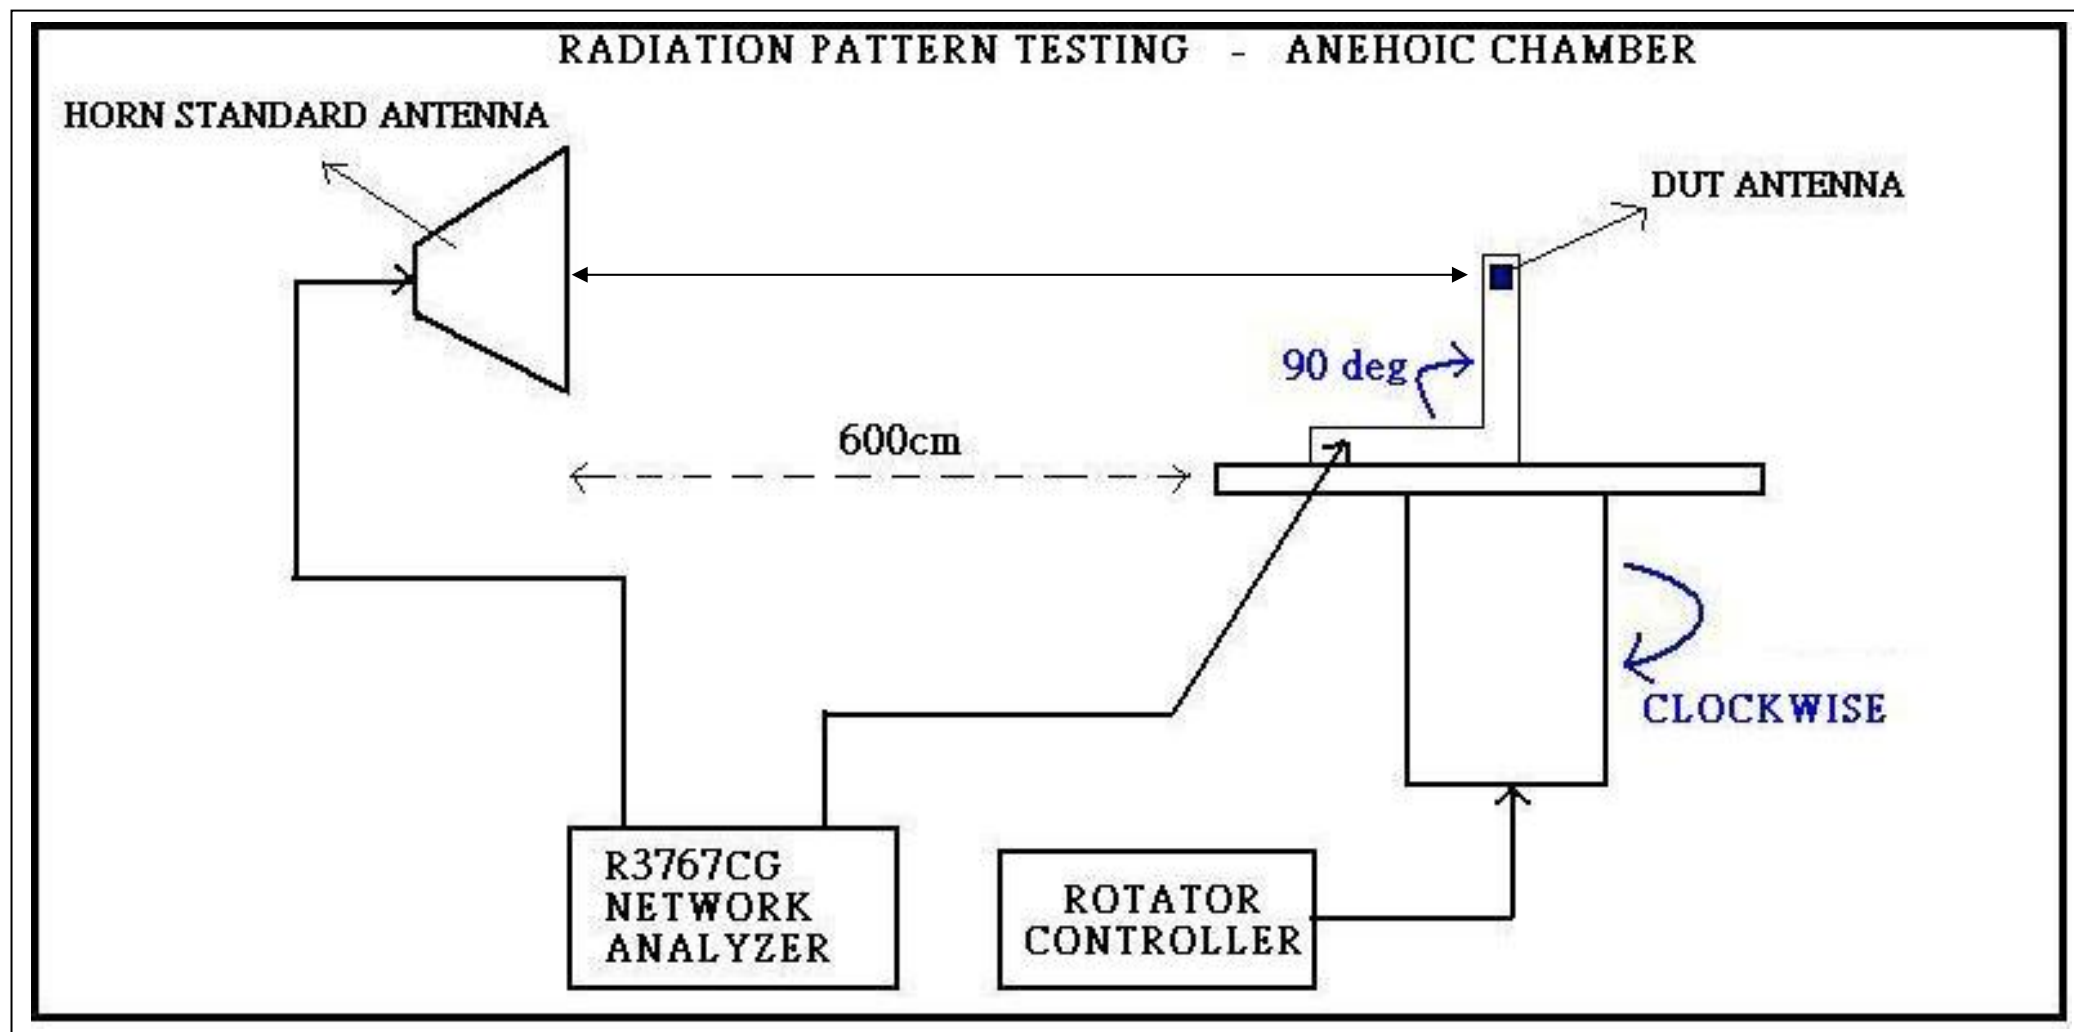 RADIATION PATTERN TESTING - ANEHOIC CHAMBER
HORN STANDARD ANTENNA
DUT ANTENNA
90 deg
600cm
CLOCKWISE
R3767CG
NETWORK
ANALYZER
ROTATOR
CONTROLLER